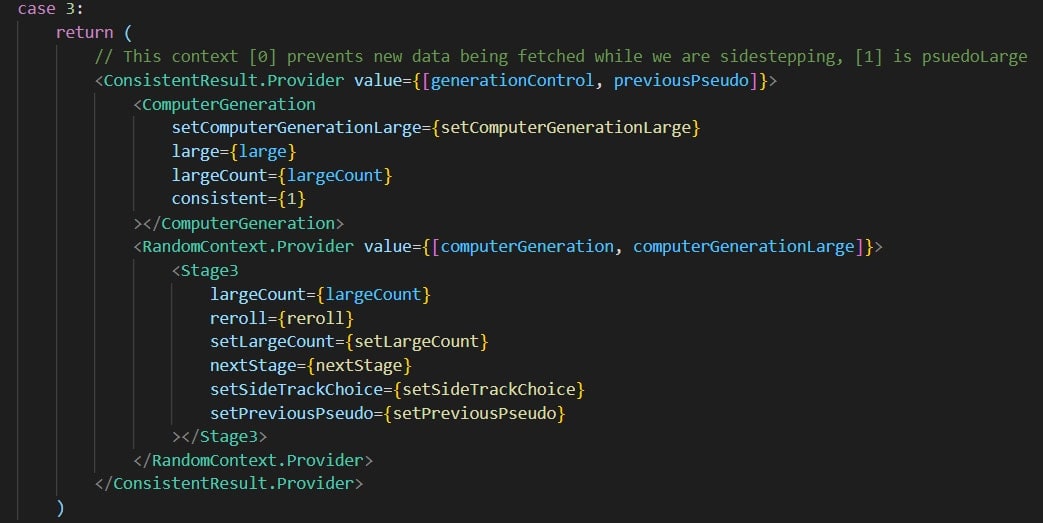 case 3:
return (
// This context [0] prevents new data being fetched while we are sidestepping, [1] is psuedoLarge
<ConsistentResult.Provider value={[generationControl, previousPseudo]}>
<ComputerGeneration
setComputerGenerationLarge={setComputerGenerationLarge}
large={large}
largeCount={largeCount}
consistent={1}
></ComputerGeneration>
<RandomContext.Provider value={[computerGeneration, computerGenerationLarge]}>
<Stage3
largeCount={largeCount}
reroll={reroll}
setLargeCount={setLargeCount}
nextStage={nextStage}
setSideTrackChoice={setSideTrackChoice}
setPreviousPseudo={setPreviousPseudo}
></Stage3>
</RandomContext.Provider>
</ConsistentResult.Provider>
)